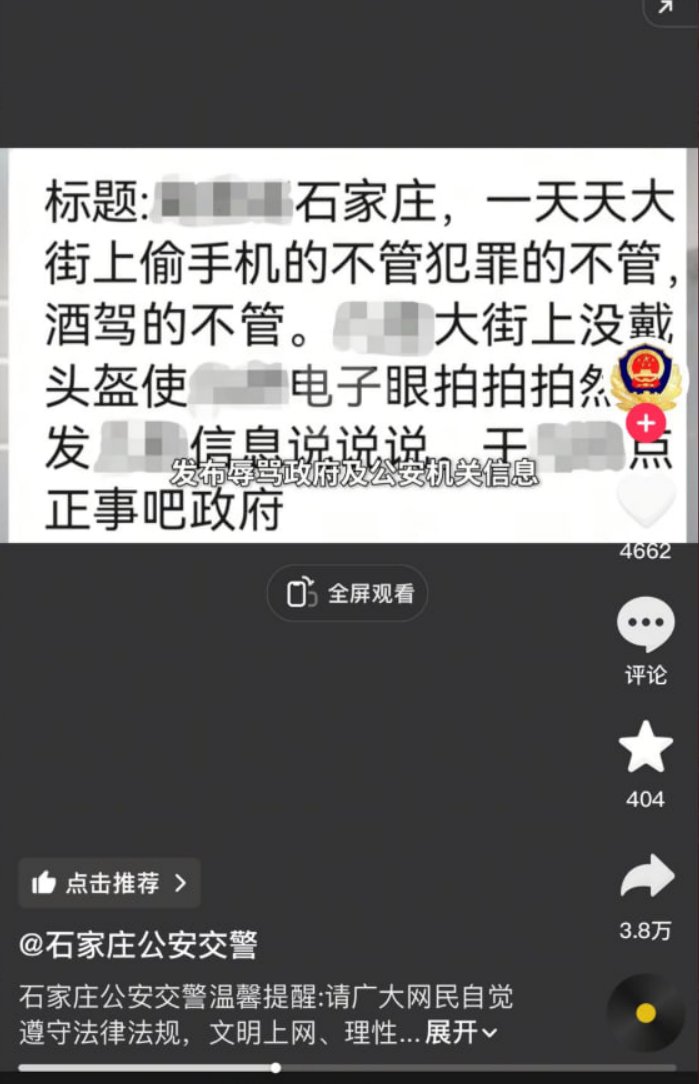 标题: 石家庄，一天天大
街上偷手机的不管犯罪的不管，
酒驾的不管。 大街上没戴
头盔使 电子眼拍拍拍然
发 信息说说说。干 点
正事吧政府
发布辱骂政府及公安机关信息
4662
全屏观看
评论
404
点击推荐 >
3.8万
@石家庄公安交警
石家庄公安交警温馨提醒:请广大网民自觉
遵守法律法规，文明上网、理性...展开